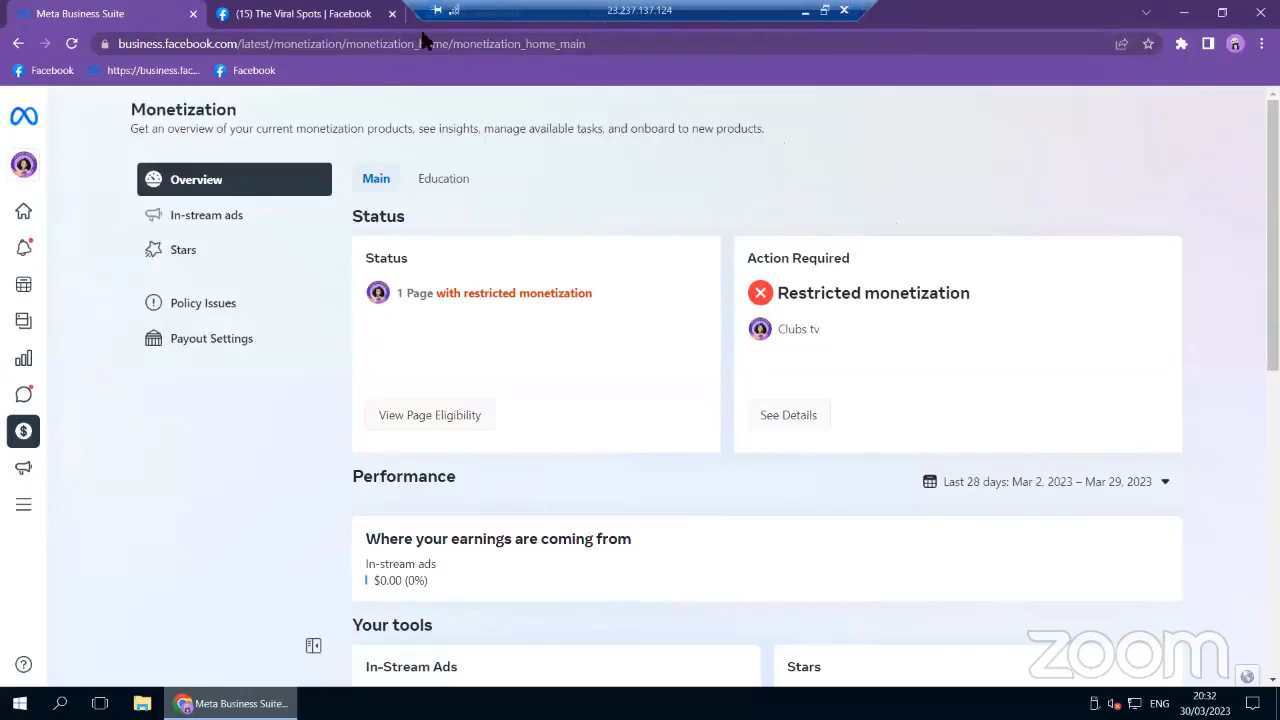 Meta Business Suite
(15) The Viral Spots | Facebook
23.237.137.124
business.facebook.com/latest/monetization/monetization_home/monetization_home_main
Facebook
https://business.fac...
Facebook
Monetization
Get an overview of your current monetization products, see insights, manage available tasks, and onboard to new products.
Overview
In-stream ads
Stars
Policy Issues
Payout Settings
Main
Education
Status
Status
1 Page with restricted monetization
View Page Eligibility
Action Required
Restricted monetization
Clubs tv
See Details
Performance
Last 28 days: Mar 2, 2023 – Mar 29, 2023
Where your earnings are coming from
In-stream ads
$0.00 (0%)
Your tools
In-Stream Ads
Stars
zoom
Meta Business Suite...
ENG
20:32
30/03/2023